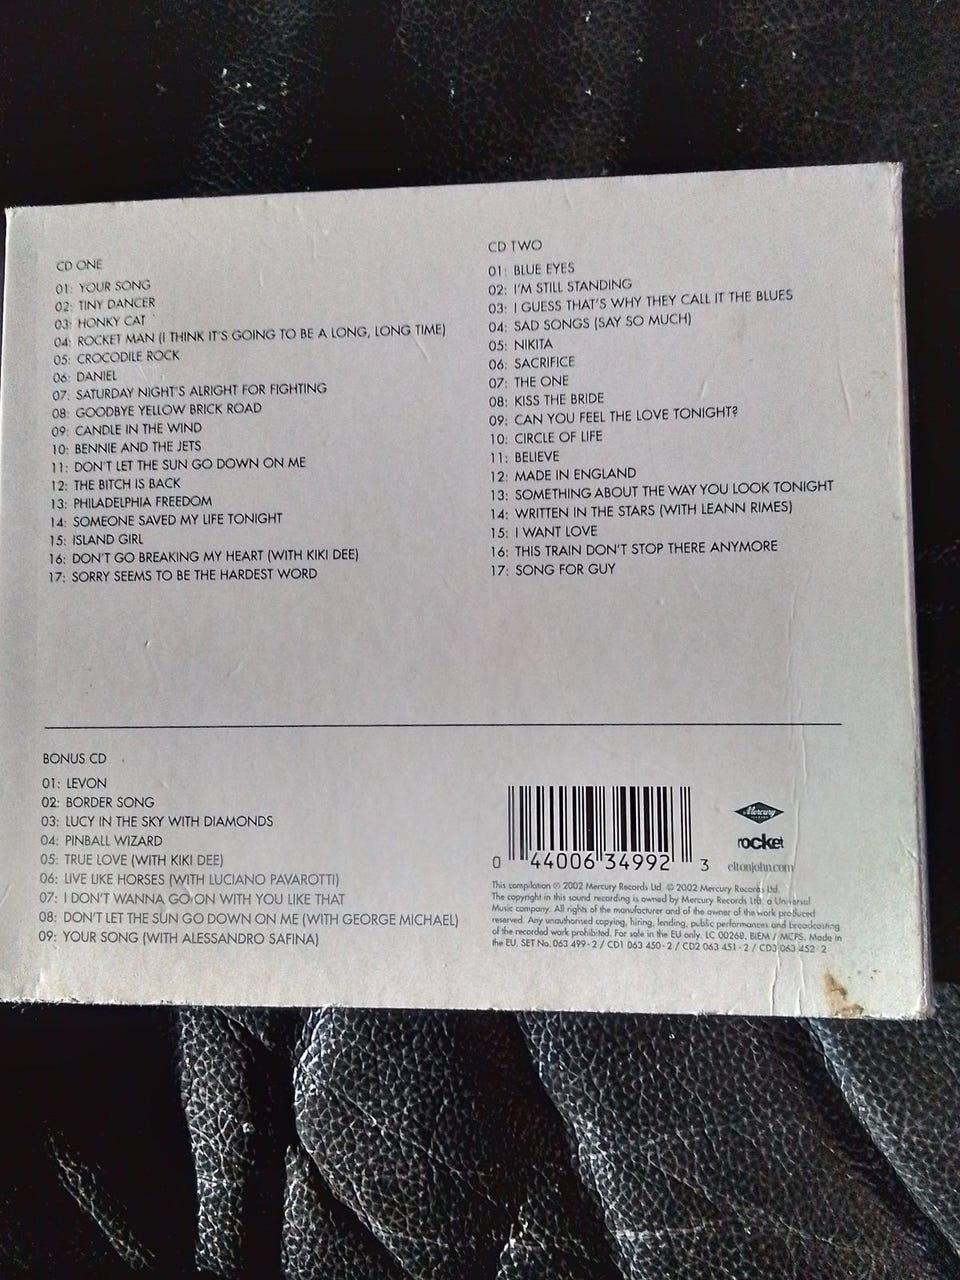 CD ONE
01: YOUR SONG
02: TINY DANCER
03: HONKY CAT
04: ROCKET MAN (I THINK IT'S GOING TO BE A LONG, LONG TIME)
05: CROCODILE ROCK
06: DANIEL
07: SATURDAY NIGHT'S ALRIGHT FOR FIGHTING
08: GOODBYE YELLOW BRICK ROAD
09: CANDLE IN THE WIND
10: BENNIE AND THE JETS
11: DON'T LET THE SUN GO DOWN ON ME
12: THE BITCH IS BACK
13: PHILADELPHIA FREEDOM
14: SOMEONE SAVED MY LIFE TONIGHT
15: ISLAND GIRL
16: DON'T GO BREAKING MY HEART (WITH KIKI DEE)
17: SORRY SEEMS TO BE THE HARDEST WORD
CD TWO
01: BLUE EYES
02: I'M STILL STANDING
03: I GUESS THAT'S WHY THEY CALL IT THE BLUES
04: SAD SONGS (SAY SO MUCH)
05: NIKITA
06: SACRIFICE
07: THE ONE
08: KISS THE BRIDE
09: CAN YOU FEEL THE LOVE TONIGHT?
10: CIRCLE OF LIFE
11: BELIEVE
12: MADE IN ENGLAND
13: SOMETHING ABOUT THE WAY YOU LOOK TONIGHT
14: WRITTEN IN THE STARS (WITH LEANN RIMES)
15: I WANT LOVE
16: THIS TRAIN DON'T STOP THERE ANYMORE
17: SONG FOR GUY
BONUS CD
01: LEVON
02: BORDER SONG
03: LUCY IN THE SKY WITH DIAMONDS
04: PINBALL WIZARD
05: TRUE LOVE (WITH KIKI DEE)
06: LIVE LIKE HORSES (WITH LUCIANO PAVAROTTI)
07: I DON'T WANNA GO ON WITH YOU LIKE THAT
08: DON'T LET THE SUN GO DOWN ON ME (WITH GEORGE MICHAEL)
09: YOUR SONG (WITH ALESSANDRO SAFINA)
0 44006 34992 3
Mercury
rocket
eltonjohn.com
This compilation ℗ 2002 Mercury Records Ltd. © 2002 Mercury Records Ltd.
The copyright in this sound recording is owned by Mercury Records Ltd. a Universal
Music company. All rights of the manufacturer and of the owner of the work produced
reserved. Any unauthorised copying, hiring, lending, public performances and broadcasting
of the recorded work prohibited. For sale in the EU only. LC 00268. BIEM / MCPS. Made in
the EU. SET No. 063 499-2 / CD1 063 450-2 / CD2 063 451-2 / CD3 063 452-2